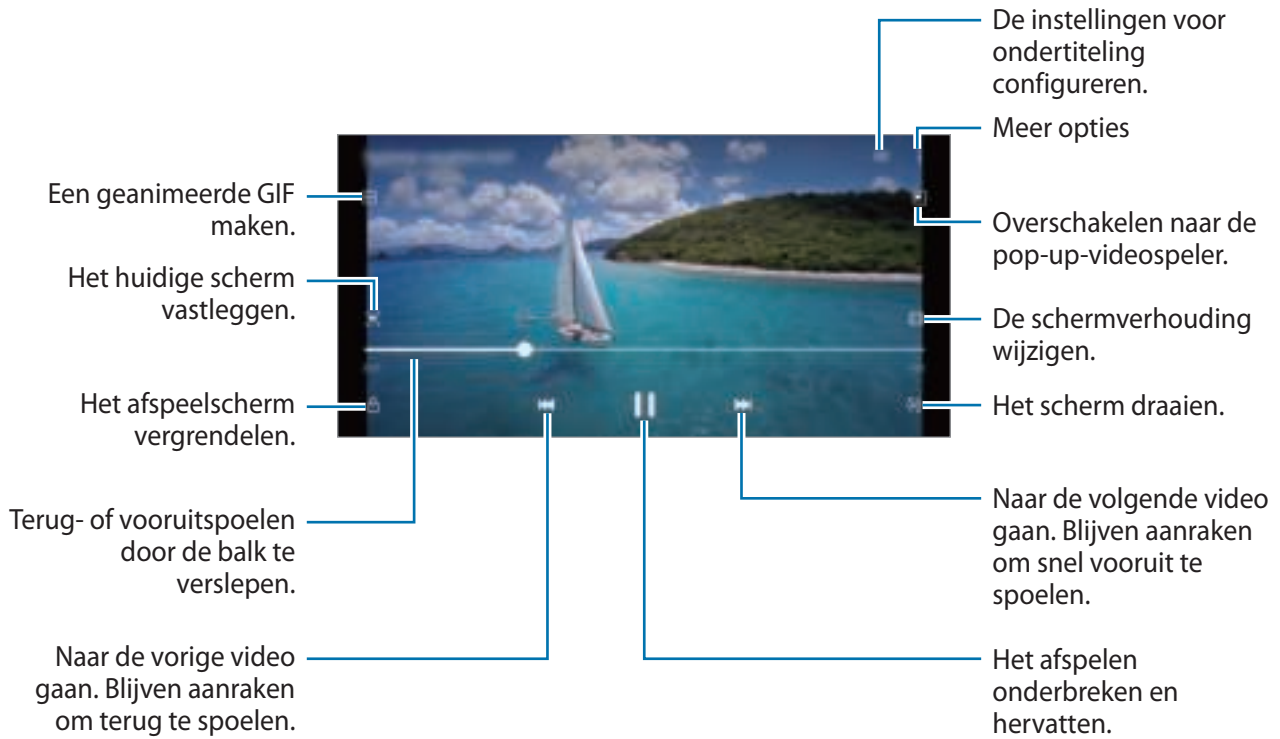 De instellingen voor
ondertiteling
configureren.
Meer opties
Een geanimeerde GIF
maken.
Overschakelen naar de
pop-up-videospeler.
Het huidige scherm
vastleggen.
De schermverhouding
wijzigen.
Het afspeelscherm
vergrendelen.
Het scherm draaien.
Terug- of vooruitspoelen
door de balk te
verslepen.
Naar de volgende video
gaan. Blijven aanraken
om snel vooruit te
spoelen.
Naar de vorige video
gaan. Blijven aanraken
om terug te spoelen.
Het afspelen
onderbreken en
hervatten.